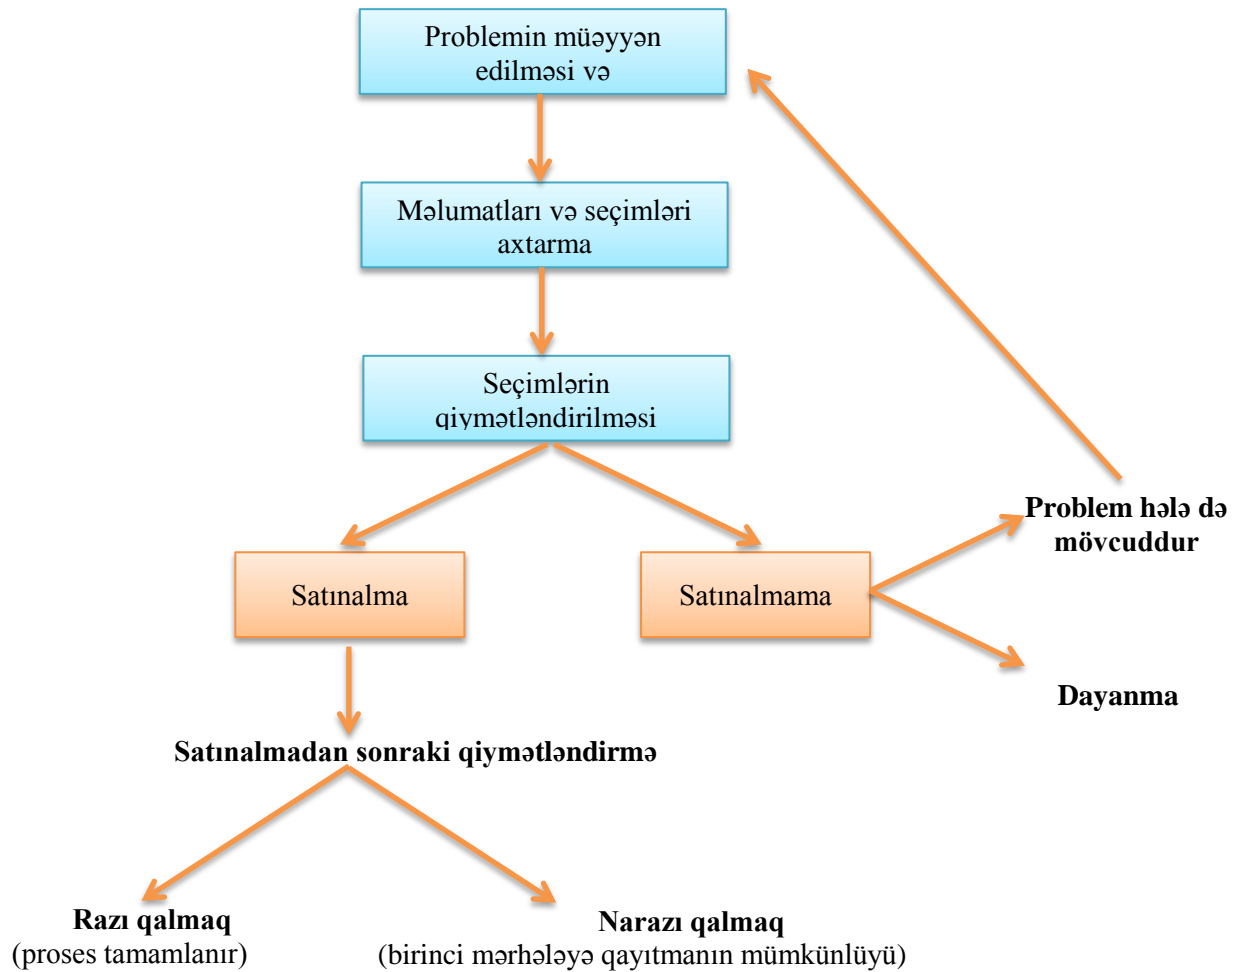 Problemin müəyyən
edilməsi və
Məlumatları və seçimləri
axtarma
Seçimlərin
qiymətləndirilməsi
Problem hələ də
mövcuddur
Satınalma
Satınalmama
Dayanma
Satınalmadan sonraki qiymətləndirmə
Razı qalmaq
(proses tamamlanır)
Narazı qalmaq
(birinci mərhələyə qayıtmanın mümkünlüyü)